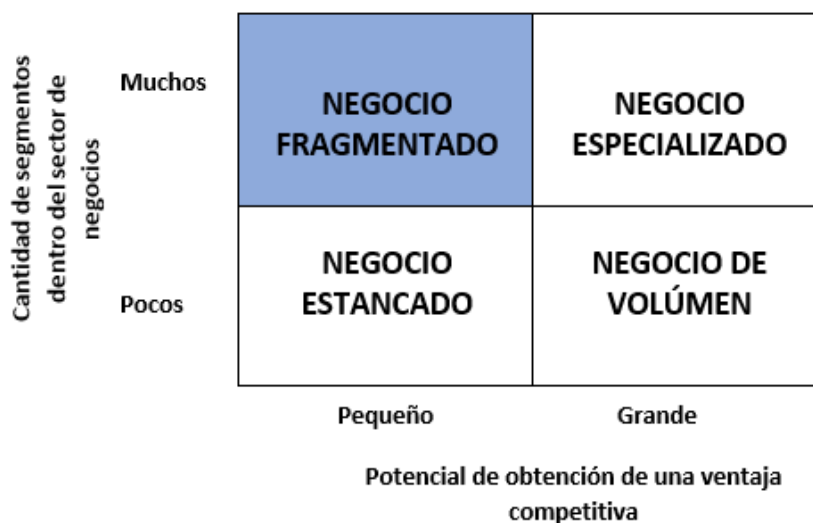 Cantidad de segmentos
dentro del sector de
negocios
Muchos
NEGOCIO
FRAGMENTADO
NEGOCIO
ESPECIALIZADO
Pocos
NEGOCIO
ESTANCADO
NEGOCIO DE
VOLÚMEN
Pequeño
Grande
Potencial de obtención de una ventaja
competitiva